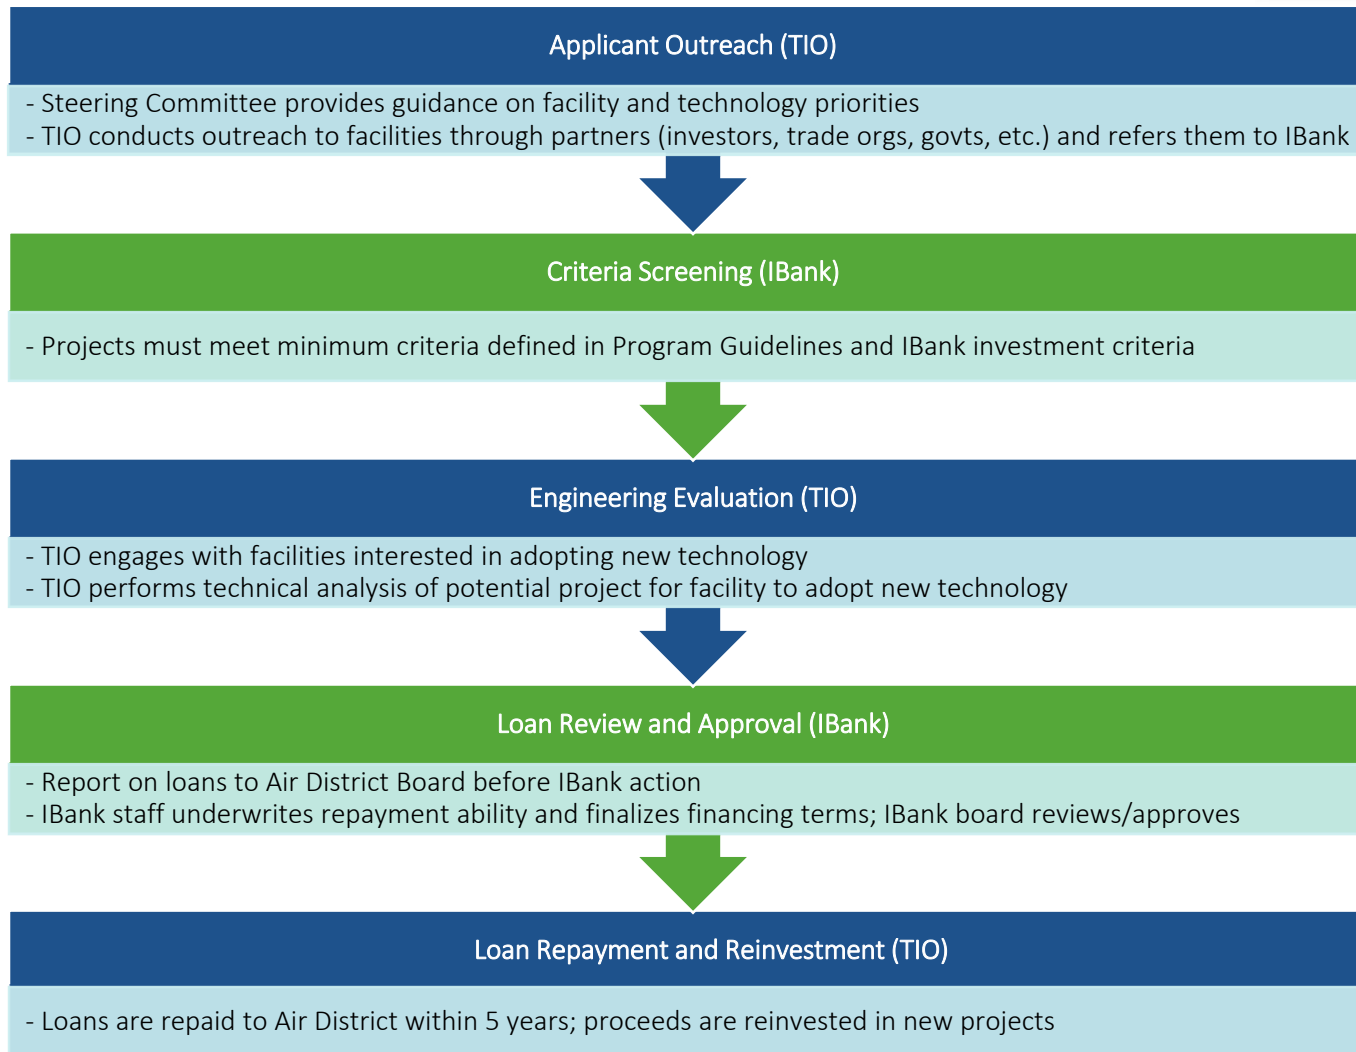 Applicant Outreach (TIO)
- Steering Committee provides guidance on facility and technology priorities
- TIO conducts outreach to facilities through partners (investors, trade orgs, govts, etc.) and refers them to IBank
Criteria Screening (IBank)
- Projects must meet minimum criteria defined in Program Guidelines and IBank investment criteria
Engineering Evaluation (TIO)
- TIO engages with facilities interested in adopting new technology
- TIO performs technical analysis of potential project for facility to adopt new technology
Loan Review and Approval (IBank)
- Report on loans to Air District Board before IBank action
- IBank staff underwrites repayment ability and finalizes financing terms; IBank board reviews/approves
Loan Repayment and Reinvestment (TIO)
- Loans are repaid to Air District within 5 years; proceeds are reinvested in new projects